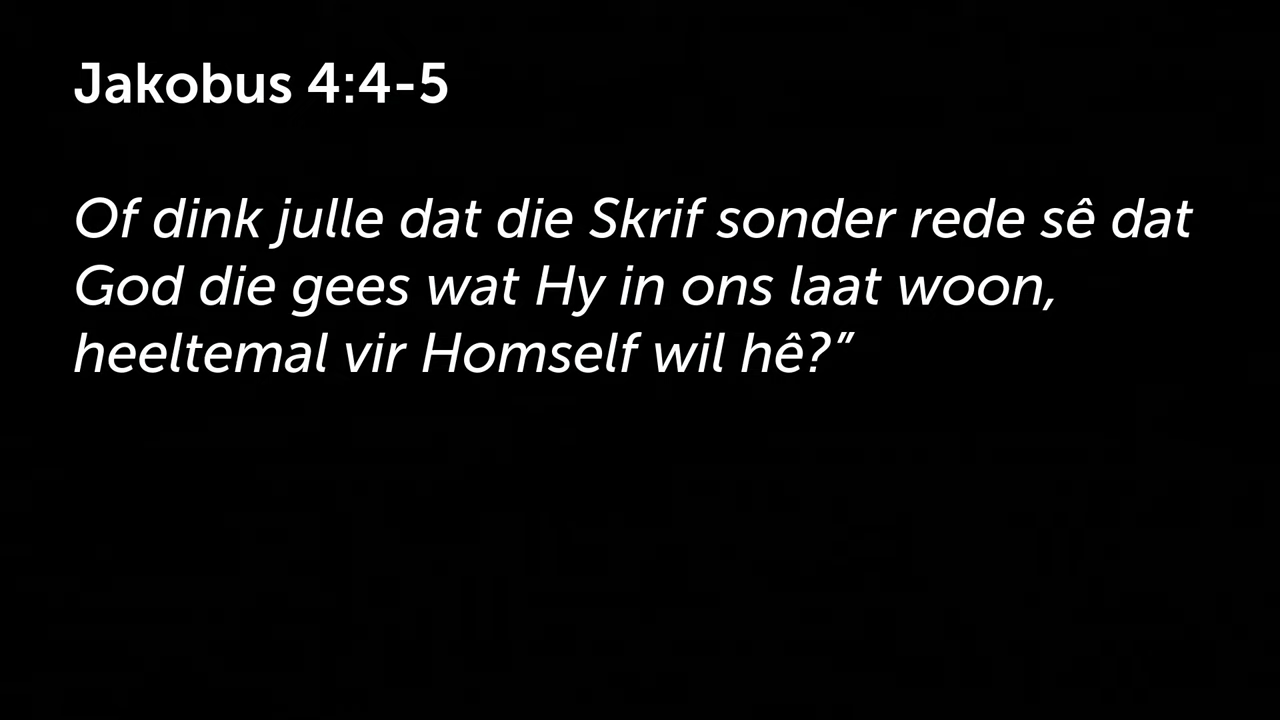 Jakobus 4:4-5
Of dink julle dat die Skrif sonder rede sê dat
God die gees wat Hy in ons laat woon,
heeltemal vir Homself wil hê?”